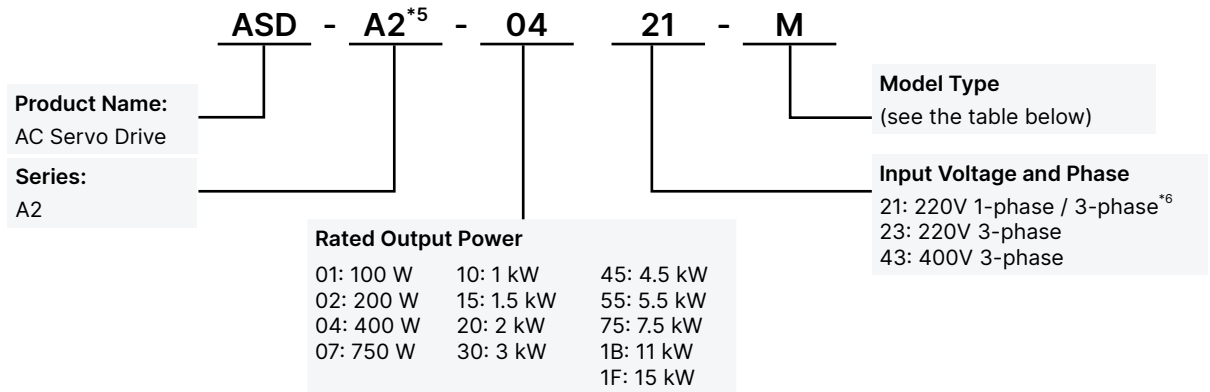 ASD - A2*5 - 04 21 - M
Product Name:
AC Servo Drive
Series:
A2
Rated Output Power
01: 100 W 10: 1 kW 45: 4.5 kW
02: 200 W 15: 1.5 kW 55: 5.5 kW
04: 400 W 20: 2 kW 75: 7.5 kW
07: 750 W 30: 3 kW 1B: 11 kW
1F: 15 kW
Model Type
(see the table below)
Input Voltage and Phase
21: 220V 1-phase / 3-phase*6
23: 220V 3-phase
43: 400V 3-phase